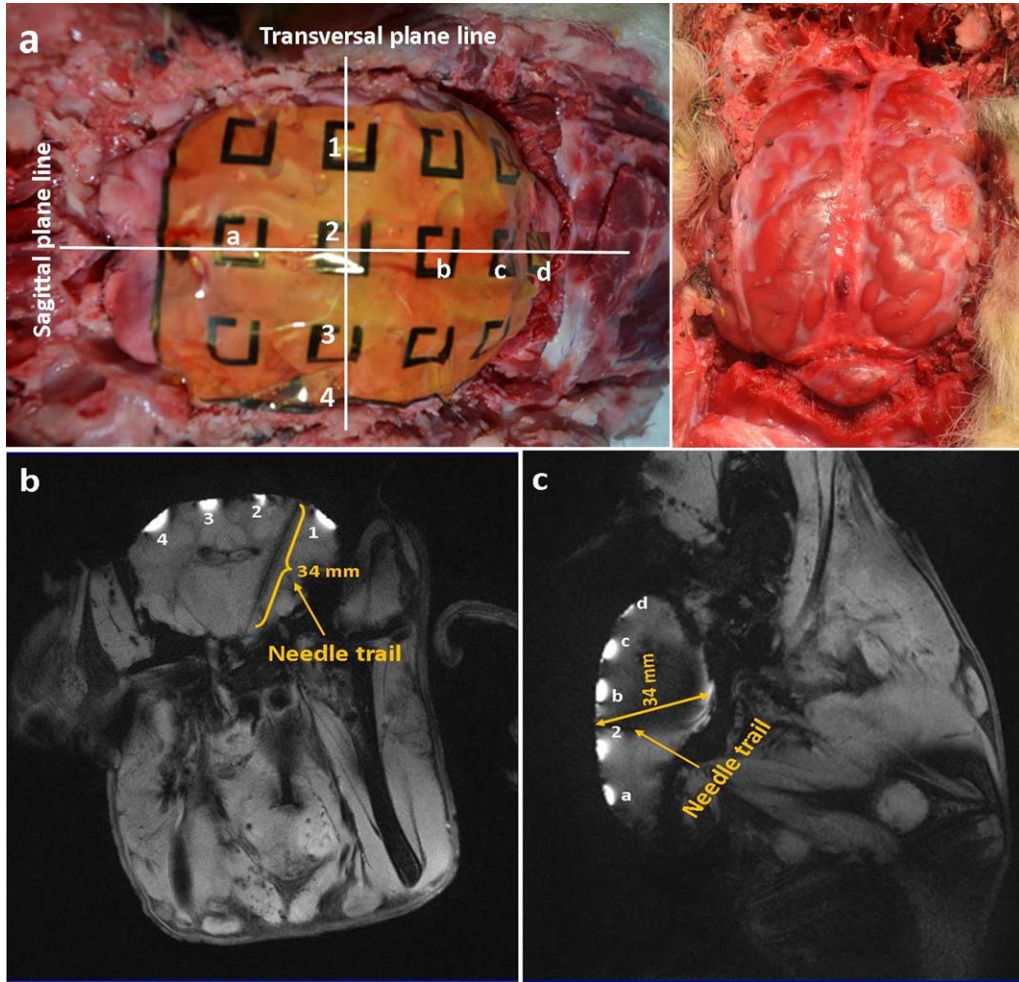 a
Transversal plane line
Sagittal plane line
1
2
3
4
a
b
c
d
b
4
3
2
1
34 mm
Needle trail
c
d
c
b
34 mm
2
a
Needle trail